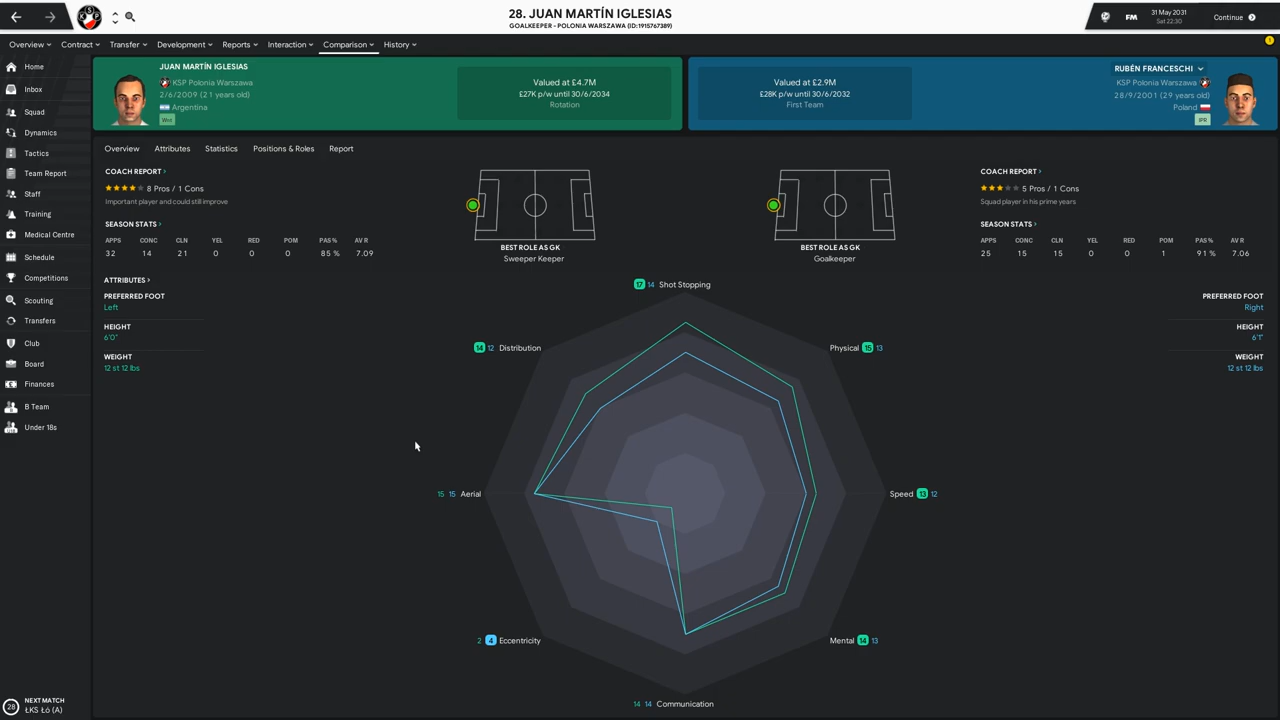 28. JUAN MARTÍN IGLESIAS
GOALKEEPER - POLONIA WARSZAWA (ID:1915767389)
FM
31 May 2031
Sat 22:30
Continue
Overview Contract Transfer Development Reports Interaction Comparison History
1
Home
Inbox
Squad
Dynamics
Tactics
Team Report
Staff
Training
Medical Centre
Schedule
Competitions
Scouting
Transfers
Club
Board
Finances
B Team
Under 18s
28
NEXT MATCH
ŁKS Łó (A)
JUAN MARTÍN IGLESIAS
KSP Polonia Warszawa
2/6/2009 (21 years old)
Argentina
Wnt
Valued at £4.7M
£27K p/w until 30/6/2034
Rotation
Valued at £2.9M
£28K p/w until 30/6/2032
First Team
RUBÉN FRANCESCHI
KSP Polonia Warszawa
28/9/2001 (29 years old)
Poland
Overview Attributes Statistics Positions & Roles Report
COACH REPORT
8 Pros / 1 Cons
Important player and could still improve
SEASON STATS
APPS CONC CLN YEL RED POM PAS% AV R
32 14 21 0 0 0 85 % 7.09
BEST ROLE AS GK
Sweeper Keeper
BEST ROLE AS GK
Goalkeeper
COACH REPORT
5 Pros / 1 Cons
Squad player in his prime years
SEASON STATS
APPS CONC CLN YEL RED POM PAS% AV R
25 15 15 0 0 1 91 % 7.06
ATTRIBUTES
PREFERRED FOOT
Left
HEIGHT
6'0"
WEIGHT
12 st 12 lbs
17 14 Shot Stopping
14 12 Distribution
Physical 15 13
15 15 Aerial
Speed 13 12
2 4 Eccentricity
Mental 14 13
14 14 Communication
PREFERRED FOOT
Right
HEIGHT
6'1"
WEIGHT
12 st 12 lbs